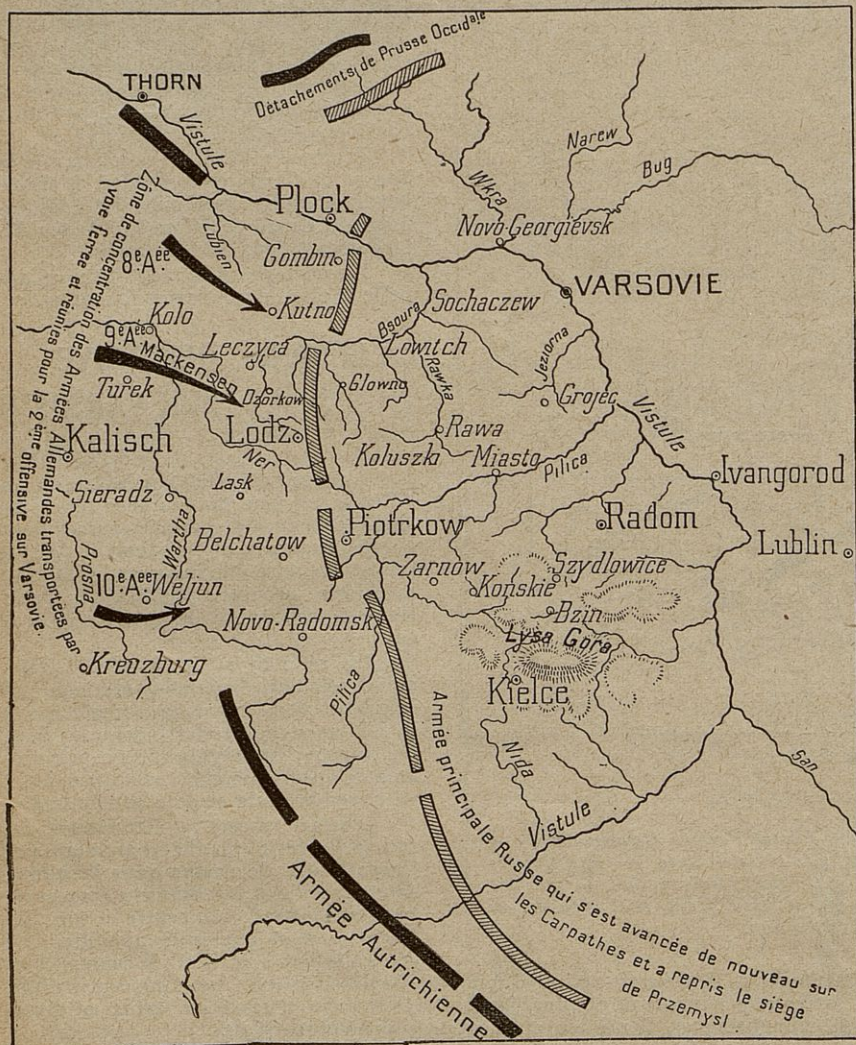 Détachements de Prusse Occidale
THORN
Vistule
Narew
Wkra
Bug
Plock
Novo-Georgievsk
Zône de concentration des Armées Allemandes transportées par
voie ferrée et réunies pour la 2ème offensive sur Varsovie.
Lubien
8e A.ée
Gombin
VARSOVIE
Kutno
Sochaczew
Kolo
Bsoura
9e Aée
Mackensen
Leczyca
Lowitch
Jeziorna
Turek
Ozorkow
Glowno
Rawka
Grojec
Kalisch
Lodz
Rawa
Vistule
Ner
Koluszki
Miasto
Pilica
Ivangorod
Sieradz
Lask
Piotrkow
Radom
Lublin
Belchatow
Wartha
Prosna
Zarnow
Szydlowice
Końskie
10e Aée
Weljun
Bzin
Novo-Radomsk
Lysa Gora
Kreuzburg
Kielce
Pilica
Nida
San
Vistule
Armée Autrichienne
Armée principale Russe qui s'est avancée de nouveau sur
les Carpathes et a repris le siège
de Przemysl